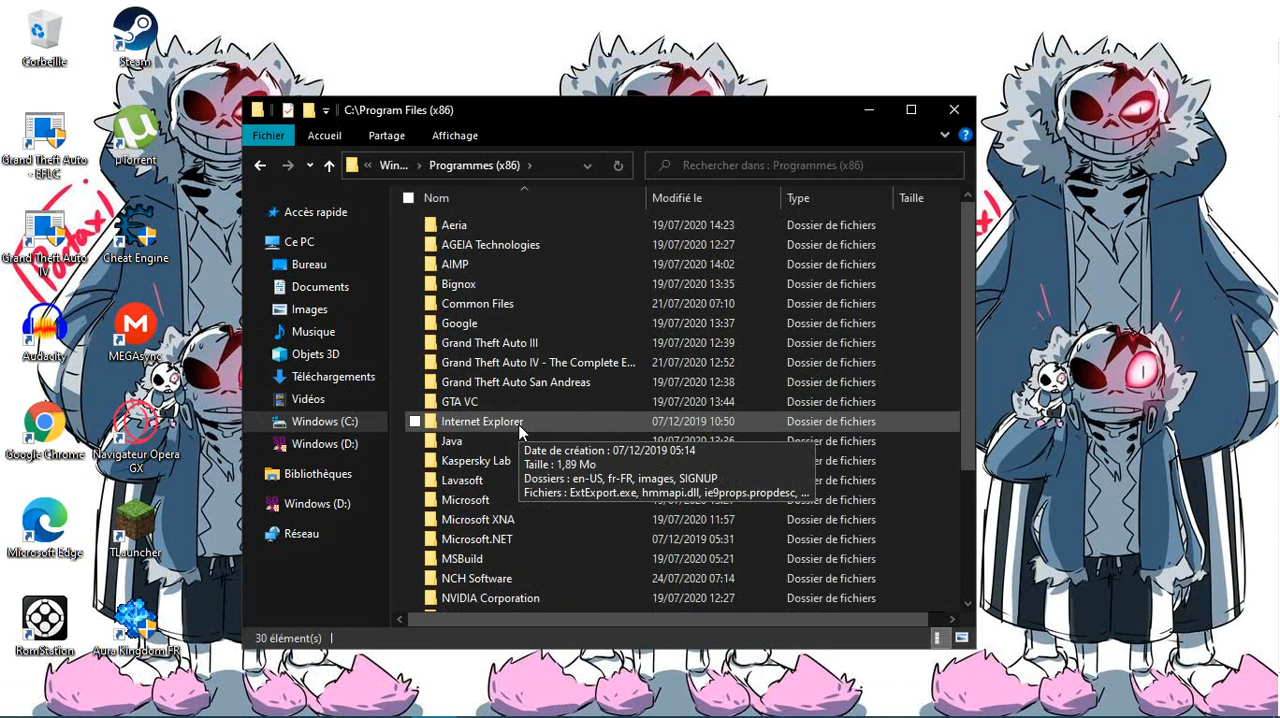 Corbeille
Steam
Grand Theft Auto
- EFLC
µTorrent
Grand Theft Auto
IV
Cheat Engine
Audacity
MEGAsync
Google Chrome
Navigateur Opera
GX
Microsoft Edge
TLauncher
RomStation
Aura Kingdom FR
C:\Program Files (x86)
Fichier
Accueil
Partage
Affichage
« Win... › Programmes (x86) ›
Rechercher dans : Programmes (x86)
Accès rapide
Ce PC
Bureau
Documents
Images
Musique
Objets 3D
Téléchargements
Vidéos
Windows (C:)
Windows (D:)
Bibliothèques
Windows (D:)
Réseau
Nom Modifié le Type Taille
Aeria 19/07/2020 14:23 Dossier de fichiers
AGEIA Technologies 19/07/2020 12:27 Dossier de fichiers
AIMP 19/07/2020 14:02 Dossier de fichiers
Bignox 19/07/2020 13:35 Dossier de fichiers
Common Files 21/07/2020 07:10 Dossier de fichiers
Google 19/07/2020 13:37 Dossier de fichiers
Grand Theft Auto III 19/07/2020 12:39 Dossier de fichiers
Grand Theft Auto IV - The Complete E... 21/07/2020 12:52 Dossier de fichiers
Grand Theft Auto San Andreas 19/07/2020 12:38 Dossier de fichiers
GTA VC 19/07/2020 13:44 Dossier de fichiers
Internet Explorer 07/12/2019 10:50 Dossier de fichiers
Java Dossier de fichiers
Kaspersky Lab Dossier de fichiers
Lavasoft Dossier de fichiers
Microsoft Dossier de fichiers
Microsoft XNA 19/07/2020 11:57 Dossier de fichiers
Microsoft.NET 07/12/2019 05:31 Dossier de fichiers
MSBuild 19/07/2020 05:21 Dossier de fichiers
NCH Software 24/07/2020 07:14 Dossier de fichiers
NVIDIA Corporation 19/07/2020 12:27 Dossier de fichiers
Date de création : 07/12/2019 05:14
Taille : 1,89 Mo
Dossiers : en-US, fr-FR, images, SIGNUP
Fichiers : ExtExport.exe, hmmapi.dll, ie9props.propdesc, ...
30 élément(s)